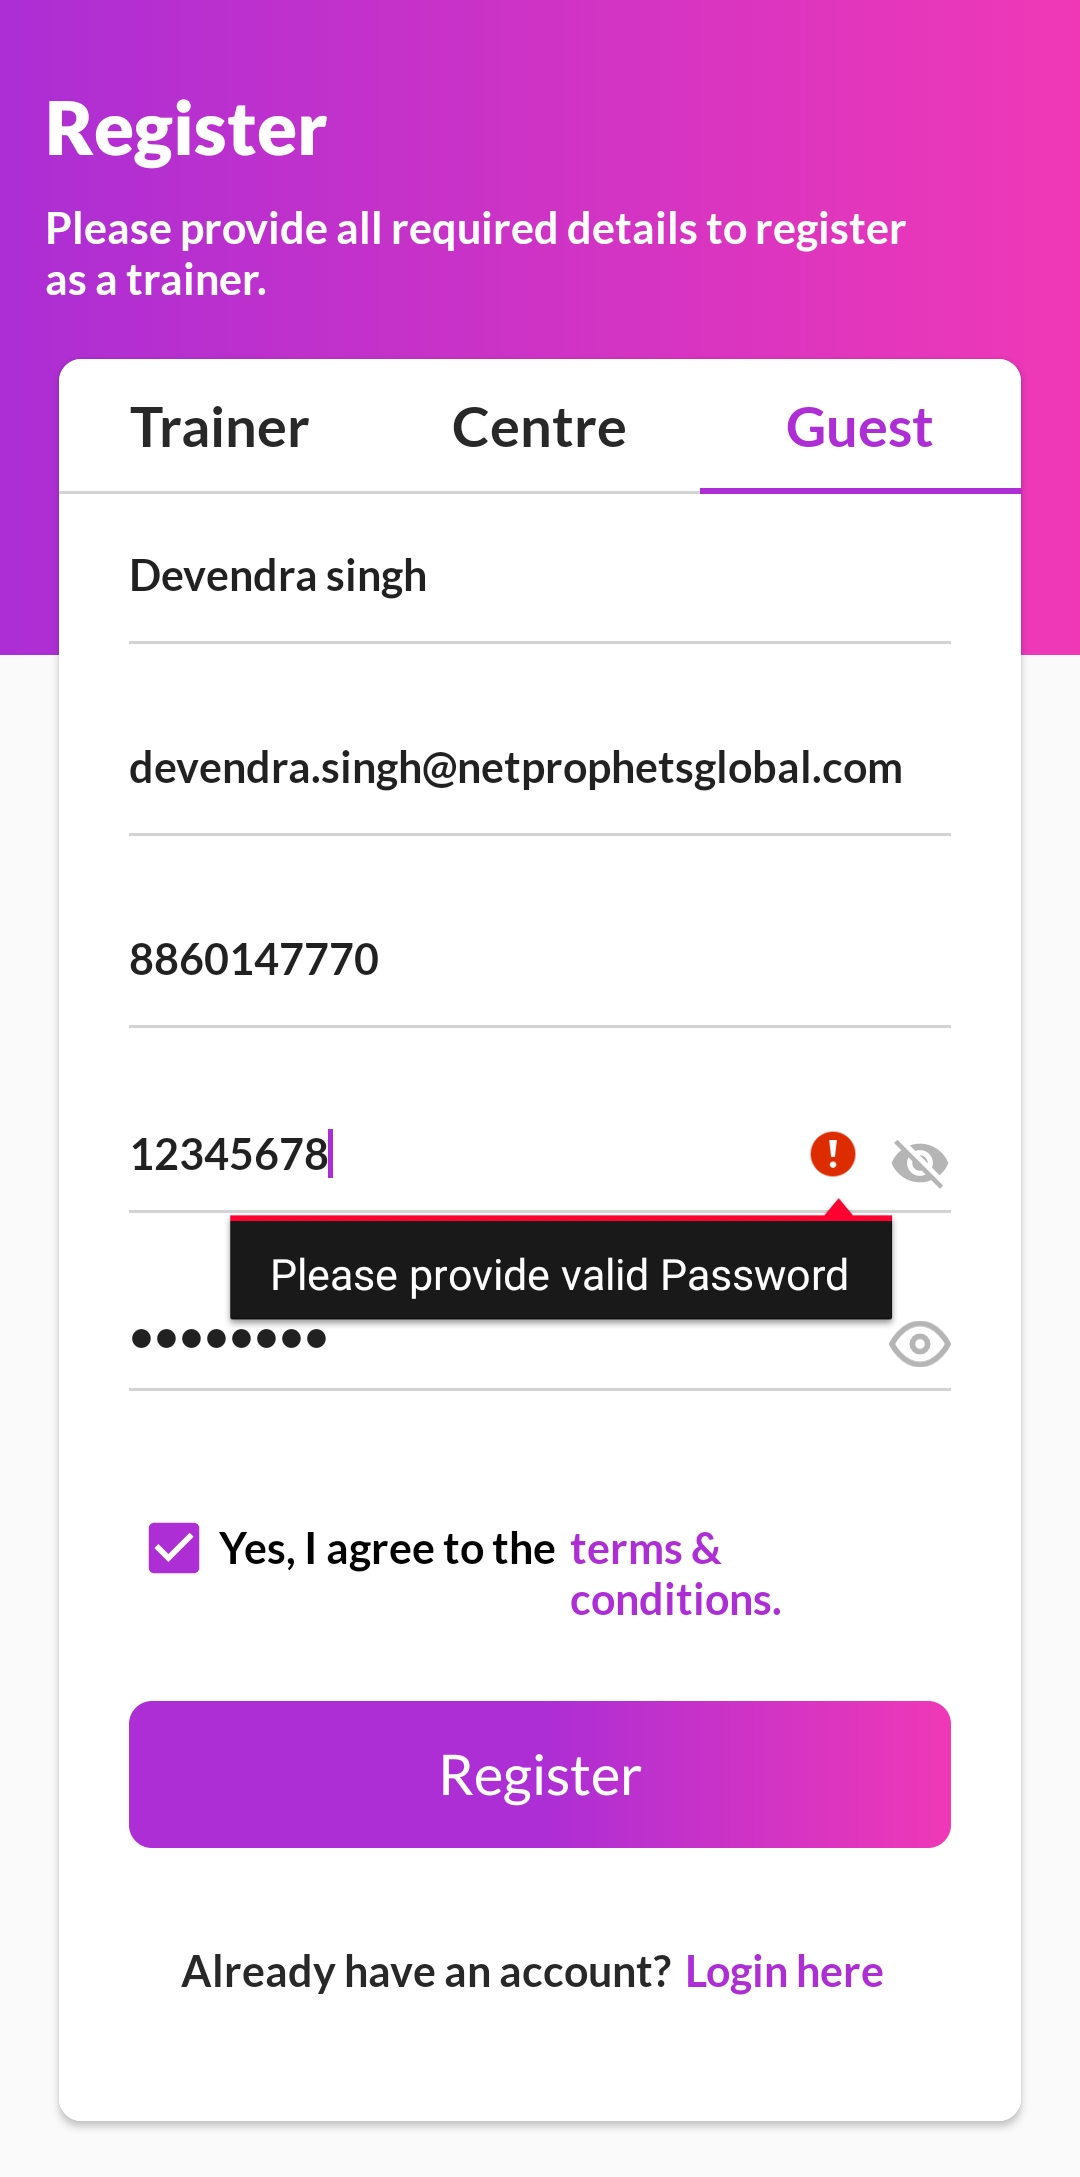 Register
Please provide all required details to register
as a trainer.
Trainer Centre Guest
Devendra singh
devendra.singh@netprophetsglobal.com
8860147770
12345678
Please provide valid Password
••••••••
Yes, I agree to the terms &
conditions.
Register
Already have an account? Login here